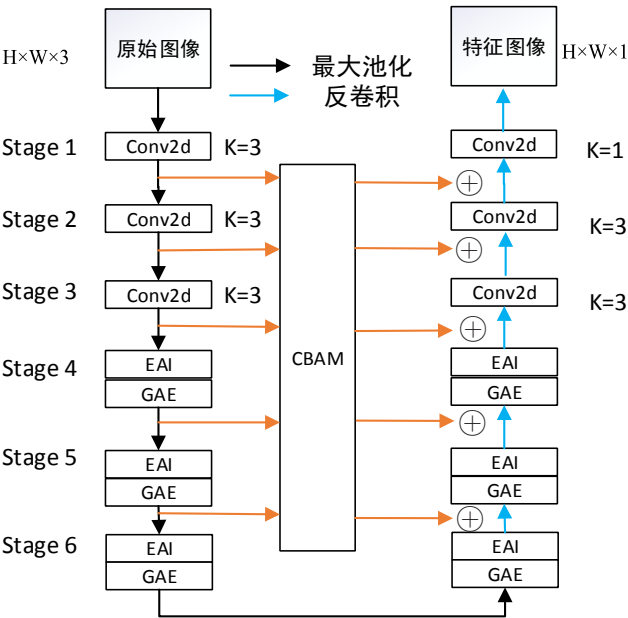 H×W×3
原始图像
最大池化
反卷积
特征图像
H×W×1
Stage 1
Conv2d
K=3
Conv2d
K=1
Stage 2
Conv2d
K=3
Conv2d
K=3
Stage 3
Conv2d
K=3
Conv2d
K=3
CBAM
Stage 4
EAI
GAE
EAI
GAE
Stage 5
EAI
GAE
EAI
GAE
Stage 6
EAI
GAE
EAI
GAE